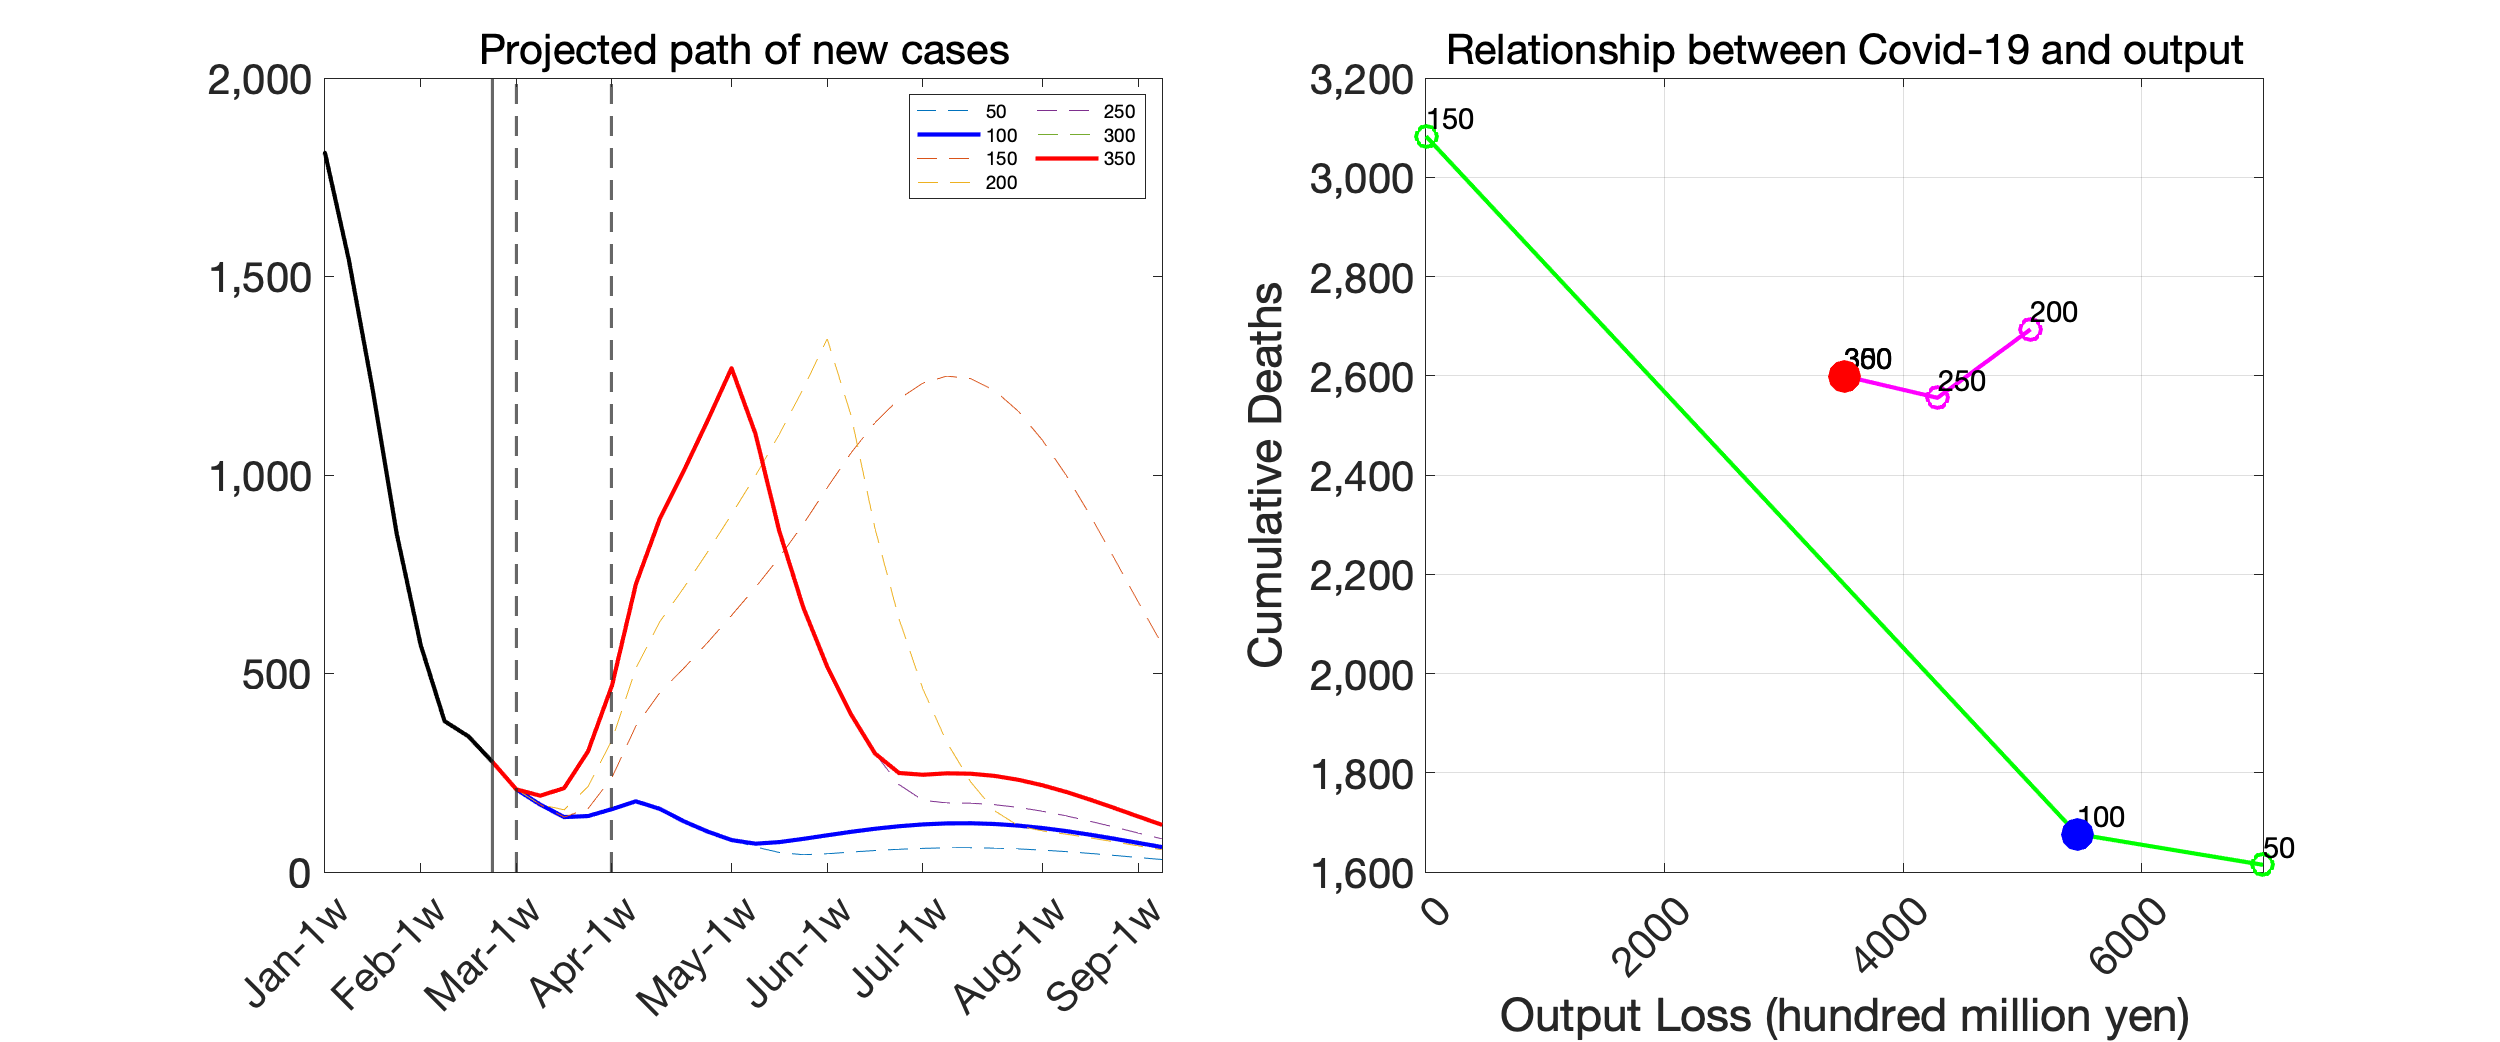 Projected path of new cases
2,000
1,500
1,000
500
0
50
100
150
200
250
300
350
Jan-1w
Feb-1w
Mar-1w
Apr-1w
May-1w
Jun-1w
Jul-1w
Aug-1w
Sep-1w
Relationship between Covid-19 and output
Cumulative Deaths
3,200
3,000
2,800
2,600
2,400
2,200
2,000
1,800
1,600
150
200
250
100
50
0
2000
4000
6000
Output Loss (hundred million yen)